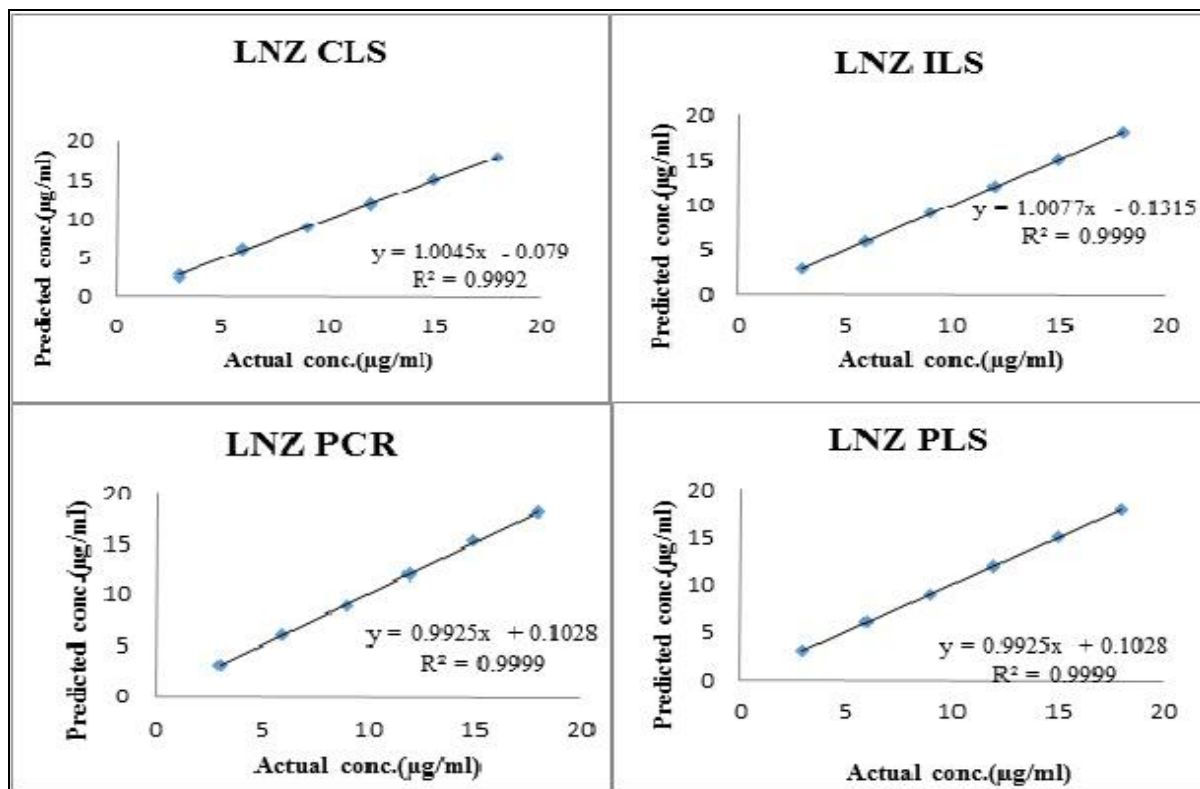 LNZ CLS
Predicted conc.(µg/ml)
20
15
10
5
0
y = 1.0045x - 0.079
R² = 0.9992
0 5 10 15 20
Actual conc.(µg/ml)
LNZ ILS
Predicted conc.(µg/ml)
20
15
10
5
0
y = 1.0077x - 0.1315
R² = 0.9999
0 5 10 15 20
Actual conc.(µg/ml)
LNZ PCR
Predicted conc.(µg/ml)
20
15
10
5
0
y = 0.9925x + 0.1028
R² = 0.9999
0 5 10 15 20
Actual conc.(µg/ml)
LNZ PLS
Predicted conc.(µg/ml)
20
15
10
5
0
y = 0.9925x + 0.1028
R² = 0.9999
0 5 10 15 20
Actual conc.(µg/ml)